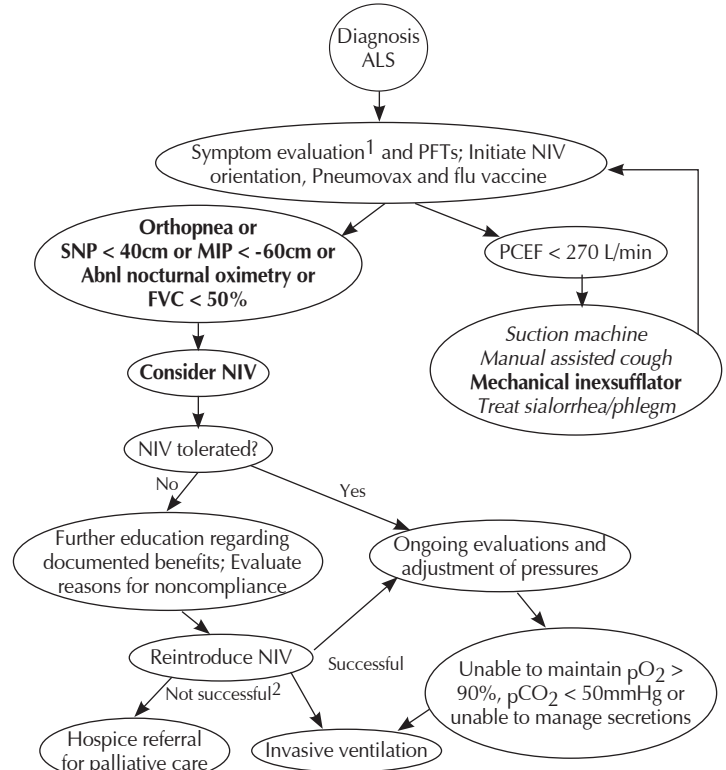 Diagnosis
ALS
Symptom evaluation1 and PFTs; Initiate NIV
orientation, Pneumovax and flu vaccine
Orthopnea or
SNP < 40cm or MIP < -60cm or
Abnl nocturnal oximetry or
FVC < 50%
PCEF < 270 L/min
Suction machine
Manual assisted cough
Mechanical inexsufflator
Treat sialorrhea/phlegm
Consider NIV
NIV tolerated?
No
Yes
Further education regarding
documented benefits; Evaluate
reasons for noncompliance
Ongoing evaluations and
adjustment of pressures
Reintroduce NIV
Successful
Not successful2
Unable to maintain pO2 >
90%, pCO2 < 50mmHg or
unable to manage secretions
Hospice referral
for palliative care
Invasive ventilation